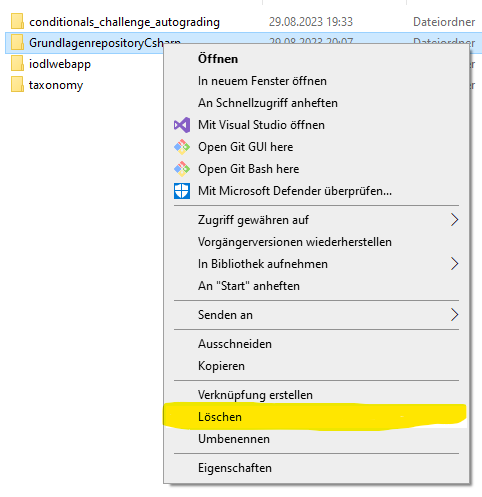 conditionals_challenge_autograding 29.08.2023 19:33 Dateiordner
GrundlagenrepositoryCsharp 29.08.2023 20:07 Dateiordner
iodlwebapp
taxonomy
Öffnen
In neuem Fenster öffnen
An Schnellzugriff anheften
Mit Visual Studio öffnen
Open Git GUI here
Open Git Bash here
Mit Microsoft Defender überprüfen...
Zugriff gewähren auf
Vorgängerversionen wiederherstellen
In Bibliothek aufnehmen
An "Start" anheften
Senden an
Ausschneiden
Kopieren
Verknüpfung erstellen
Löschen
Umbenennen
Eigenschaften